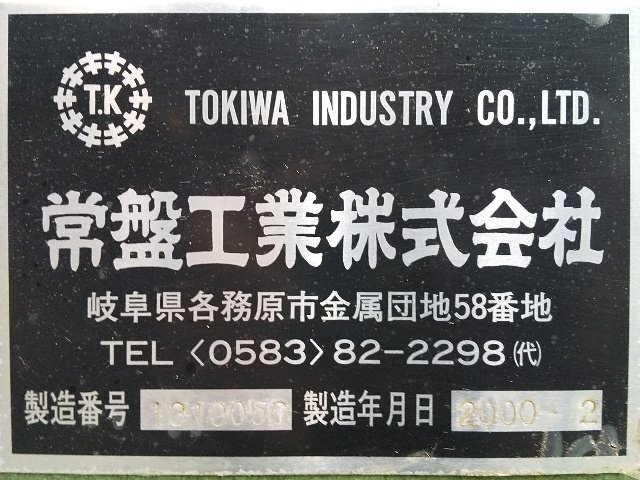 T.K
TOKIWA INDUSTRY CO.,LTD.
常盤工業株式会社
岐阜県各務原市金属団地58番地
TEL〈0583〉82-2298㈹
製造番号 製造年月日 2000-2